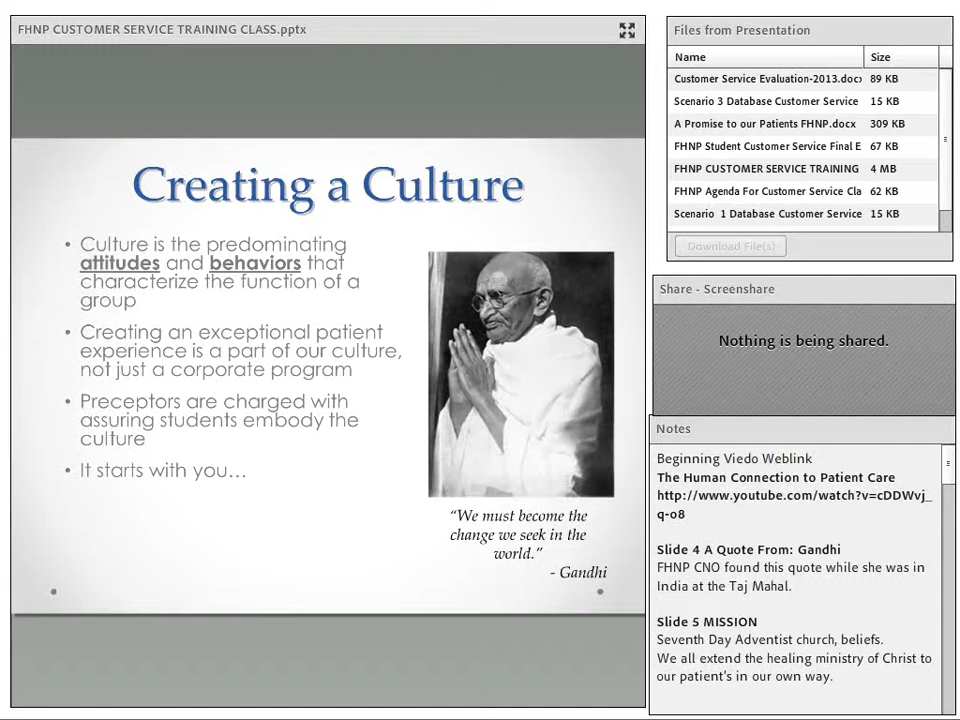 FHNP CUSTOMER SERVICE TRAINING CLASS.pptx
Creating a Culture
• Culture is the predominating
attitudes and behaviors that
characterize the function of a
group
• Creating an exceptional patient
experience is a part of our culture,
not just a corporate program
• Preceptors are charged with
assuring students embody the
culture
• It starts with you…
“We must become the
change we seek in the
world.”
- Gandhi
Files from Presentation
Name Size
Customer Service Evaluation-2013.docx 89 KB
Scenario 3 Database Customer Service 15 KB
A Promise to our Patients FHNP.docx 309 KB
FHNP Student Customer Service Final E 67 KB
FHNP CUSTOMER SERVICE TRAINING 4 MB
FHNP Agenda For Customer Service Cla 62 KB
Scenario 1 Database Customer Service 15 KB
Download File(s)
Share - Screenshare
Nothing is being shared.
Notes
Beginning Viedo Weblink
The Human Connection to Patient Care
http://www.youtube.com/watch?v=cDDWvj_
q-o8
Slide 4 A Quote From: Gandhi
FHNP CNO found this quote while she was in
India at the Taj Mahal.
Slide 5 MISSION
Seventh Day Adventist church, beliefs.
We all extend the healing ministry of Christ to
our patient's in our own way.